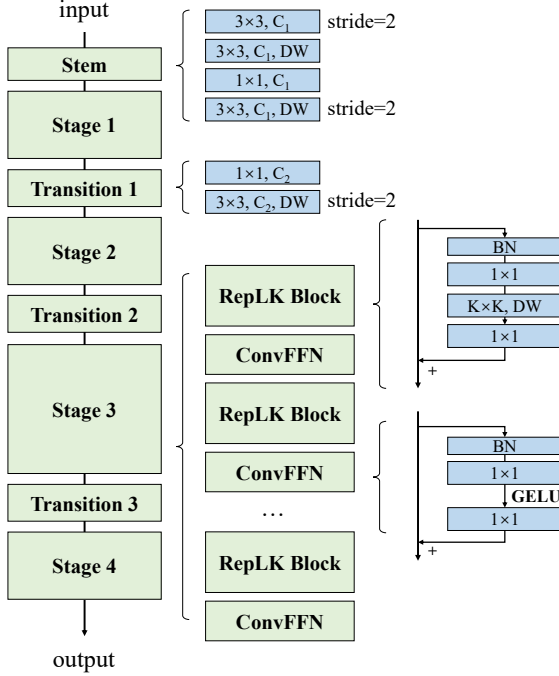 input
Stem
Stage 1
Transition 1
Stage 2
Transition 2
Stage 3
Transition 3
Stage 4
output
3×3, C₁ stride=2
3×3, C₁, DW
1×1, C₁
3×3, C₁, DW stride=2
1×1, C₂
3×3, C₂, DW stride=2
RepLK Block
ConvFFN
RepLK Block
ConvFFN
...
RepLK Block
ConvFFN
BN
1×1
K×K, DW
1×1
+
BN
1×1
GELU
1×1
+